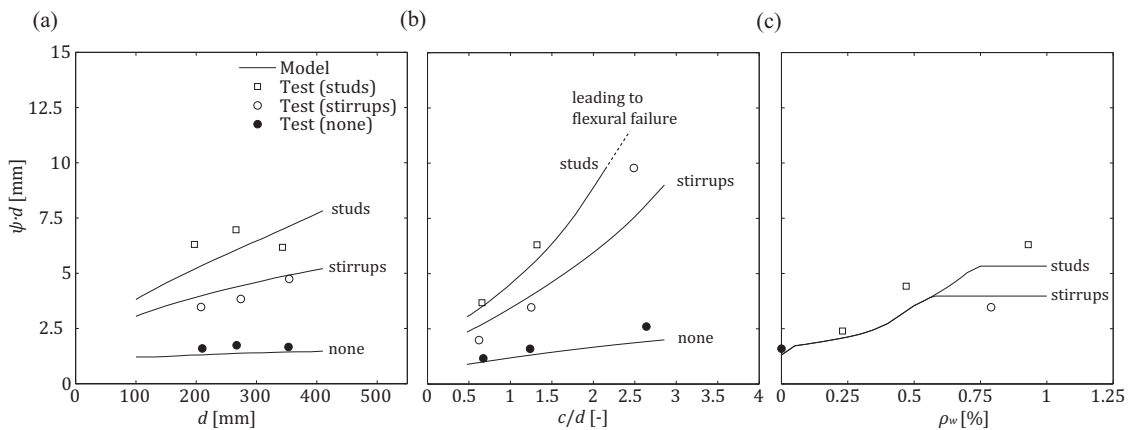 (a)
15
12.5
10
7.5
5
2.5
0
ψ·d [mm]
Model
Test (studs)
Test (stirrups)
Test (none)
studs
stirrups
none
0 100 200 300 400 500
d [mm]
(b)
leading to
flexural failure
studs
stirrups
none
0 0.5 1 1.5 2 2.5 3 3.5 4
c/d [-]
(c)
studs
stirrups
0 0.25 0.5 0.75 1 1.25
ρw [%]